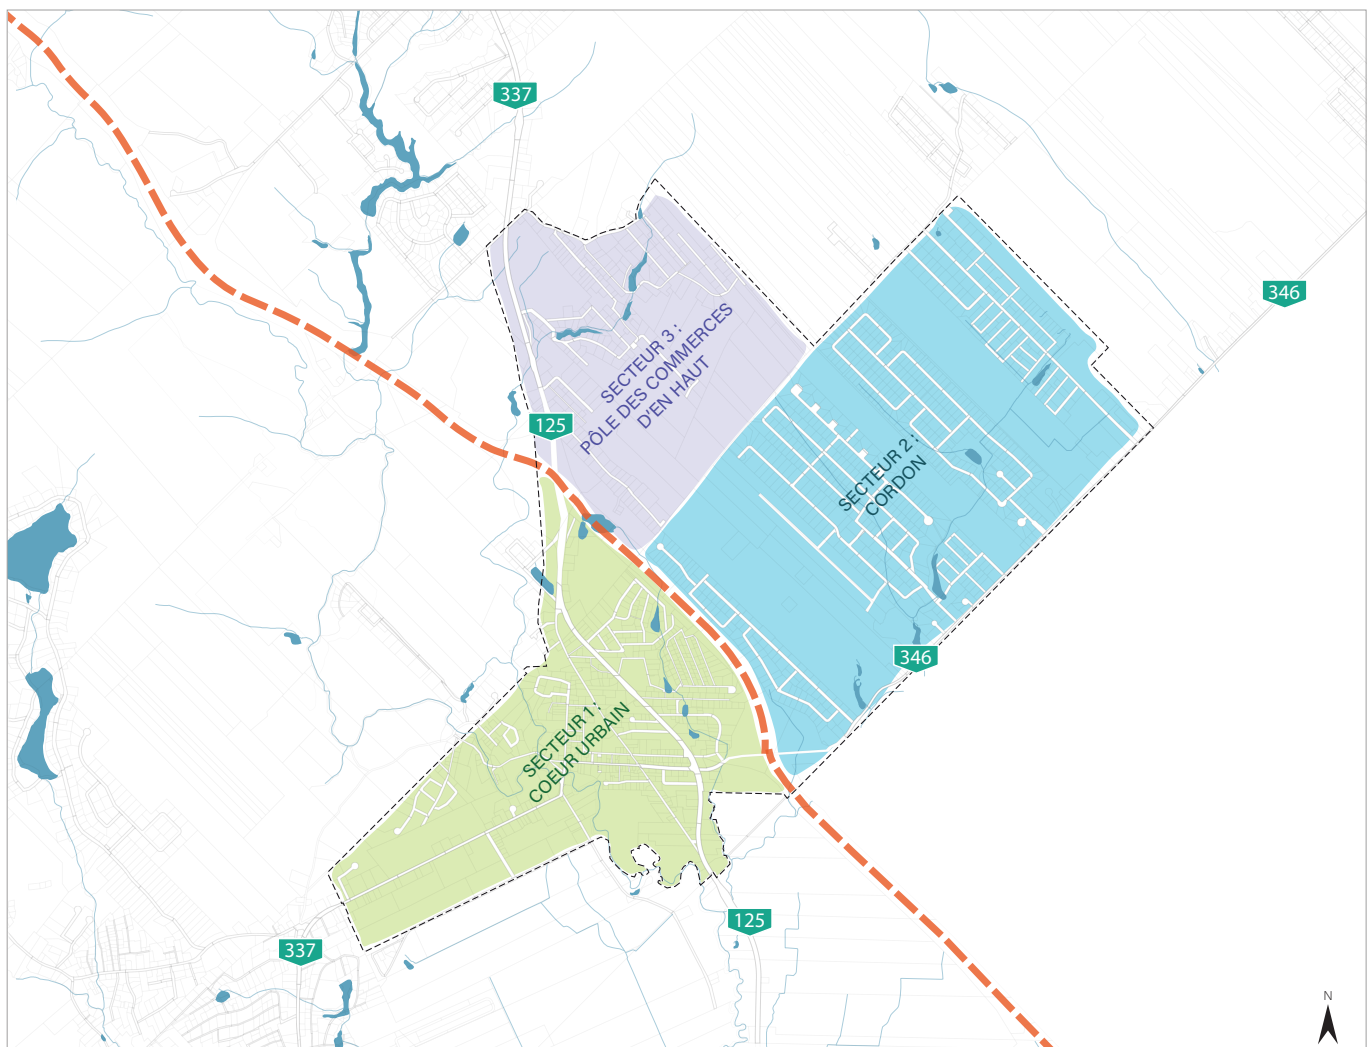 337
346
SECTEUR 3 :
PÔLE DES COMMERCES
D'EN HAUT
125
SECTEUR 2 :
CORDON
346
SECTEUR 1 :
COEUR URBAIN
125
337
N